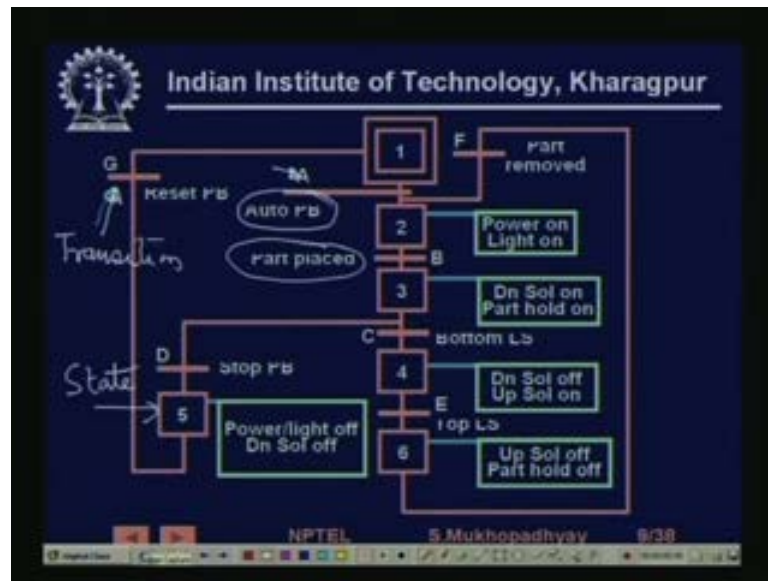 Indian Institute of Technology, Kharagpur
1
F
Part
removed
G
A
Reset PB
Auto PB
2
Power on
Light on
Transition
Part placed
B
3
Dn Sol on
Part hold on
C
Bottom LS
D
Stop PB
State
4
Dn Sol off
Up Sol on
5
Power/light off
Dn Sol off
E
Top LS
6
Up Sol off
Part hold off
NPTEL
S.Mukhopadhyay
9/38